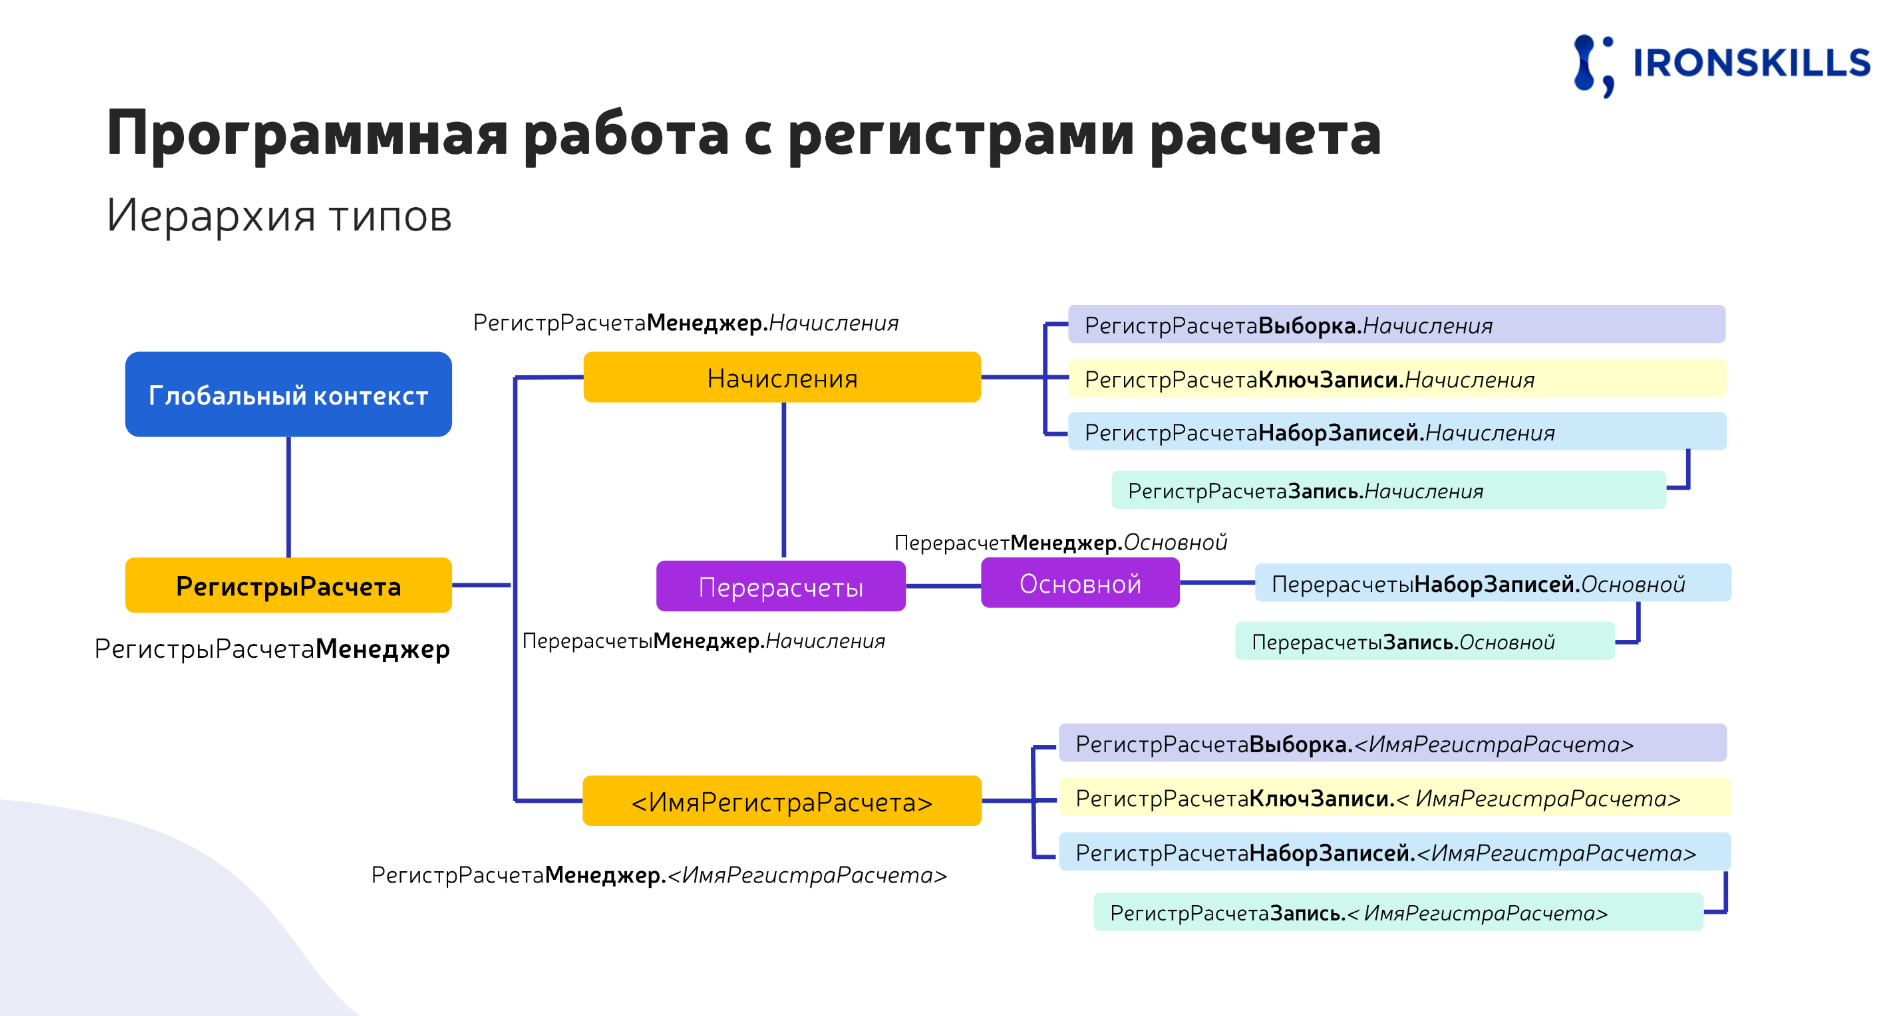 IRONSKILLS
Программная работа с регистрами расчета
Иерархия типов
РегистрРасчетаМенеджер.Начисления
РегистрРасчетаВыборка.Начисления
Глобальный контекст
Начисления
РегистрРасчетаКлючЗаписи.Начисления
РегистрРасчетаНаборЗаписей.Начисления
РегистрРасчетаЗапись.Начисления
ПерерасчетМенеджер.Основной
РегистрыРасчета
Перерасчеты
Основной
ПерерасчетыНаборЗаписей.Основной
РегистрыРасчетаМенеджер
ПерерасчетыМенеджер.Начисления
ПерерасчетыЗапись.Основной
РегистрРасчетаВыборка.<ИмяРегистраРасчета>
<ИмяРегистраРасчета>
РегистрРасчетаКлючЗаписи.< ИмяРегистраРасчета>
РегистрРасчетаНаборЗаписей.<ИмяРегистраРасчета>
РегистрРасчетаМенеджер.<ИмяРегистраРасчета>
РегистрРасчетаЗапись.< ИмяРегистраРасчета>